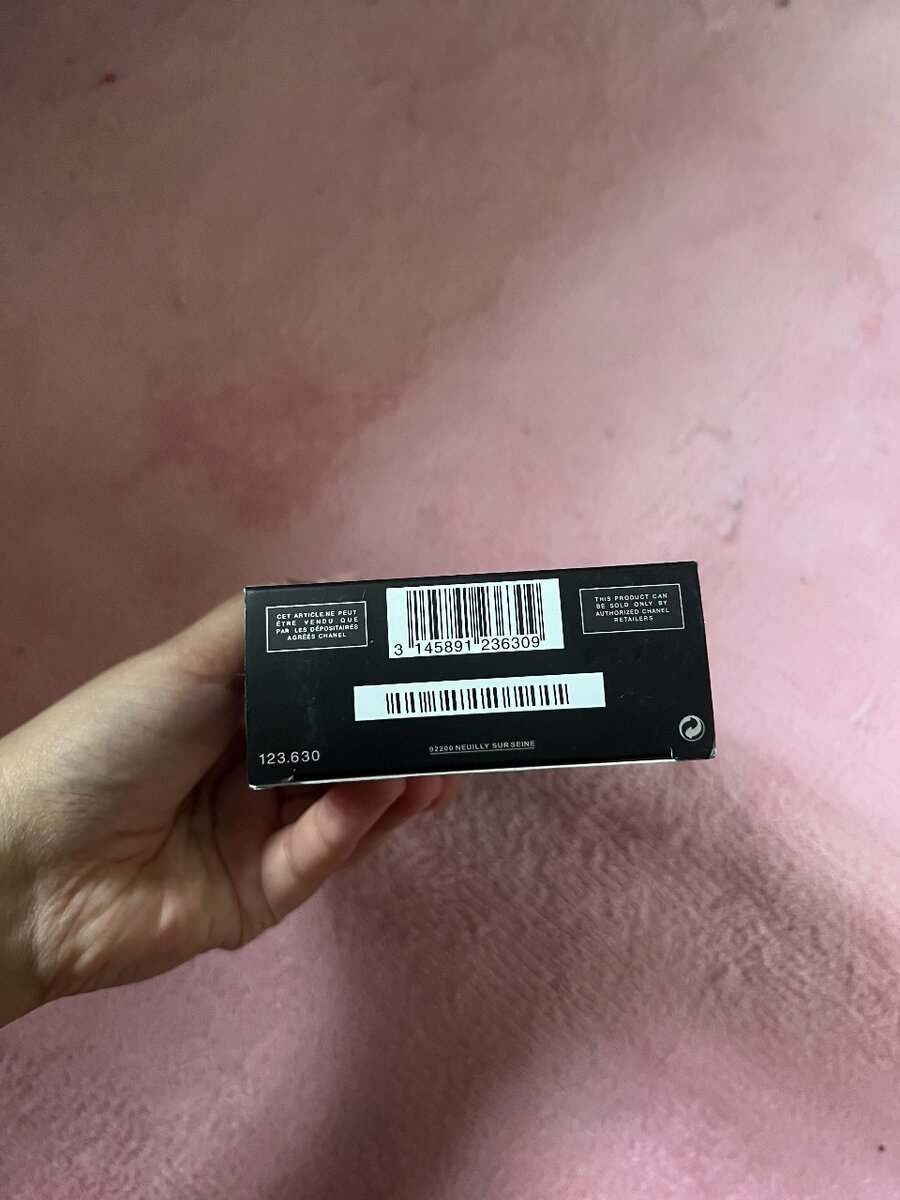 CET ARTICLE NE PEUT
ÊTRE VENDU QUE
PAR LES DÉPOSITAIRES
AGRÉÉS CHANEL
3 145891 236309
THIS PRODUCT CAN
BE SOLD ONLY BY
AUTHORIZED CHANEL
RETAILERS
123.630
92200 NEUILLY SUR SEINE